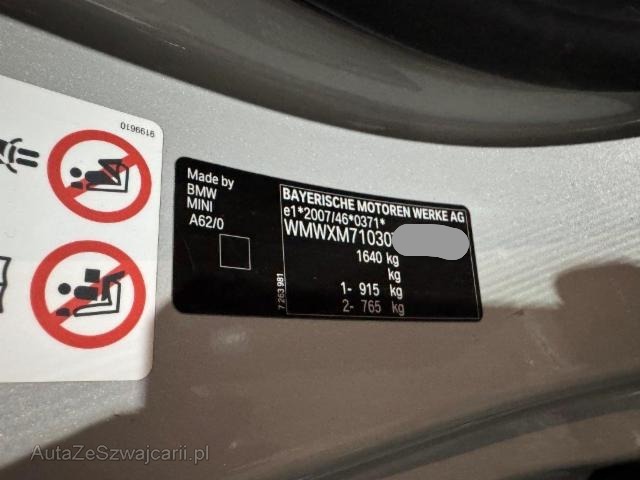 9199610
Made by
BMW
MINI
A62/0
7 263 981
BAYERISCHE MOTOREN WERKE AG
e1*2007/46*0371*
WMWXM71030
1640 kg
kg
1- 915 kg
2- 765 kg
AutaZeSzwajcarii.pl